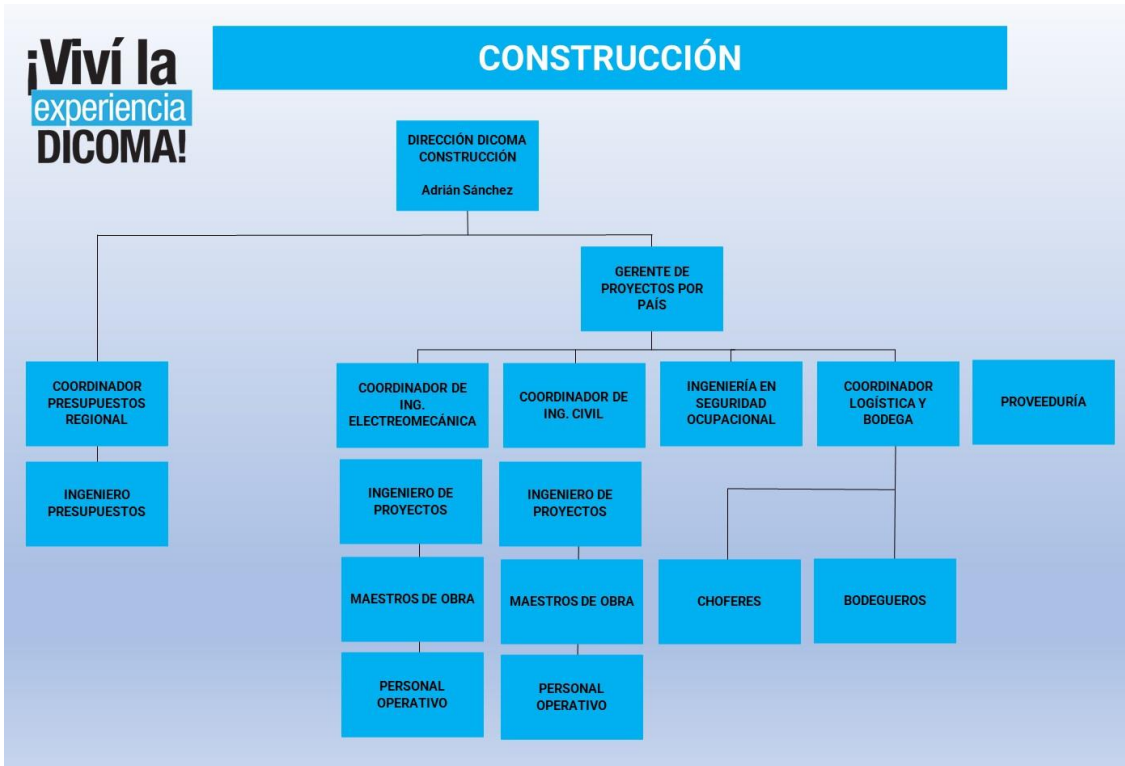 ¡Viví la
experiencia
DICOMA!
CONSTRUCCIÓN
DIRECCIÓN DICOMA
CONSTRUCCIÓN
Adrián Sánchez
GERENTE DE
PROYECTOS POR
PAÍS
COORDINADOR
PRESUPUESTOS
REGIONAL
COORDINADOR DE
ING.
ELECTREOMECÁNICA
COORDINADOR DE
ING. CIVIL
INGENIERÍA EN
SEGURIDAD
OCUPACIONAL
COORDINADOR
LOGÍSTICA Y
BODEGA
PROVEEDURÍA
INGENIERO
PRESUPUESTOS
INGENIERO DE
PROYECTOS
INGENIERO DE
PROYECTOS
MAESTROS DE OBRA
MAESTROS DE OBRA
CHOFERES
BODEGUEROS
PERSONAL
OPERATIVO
PERSONAL
OPERATIVO